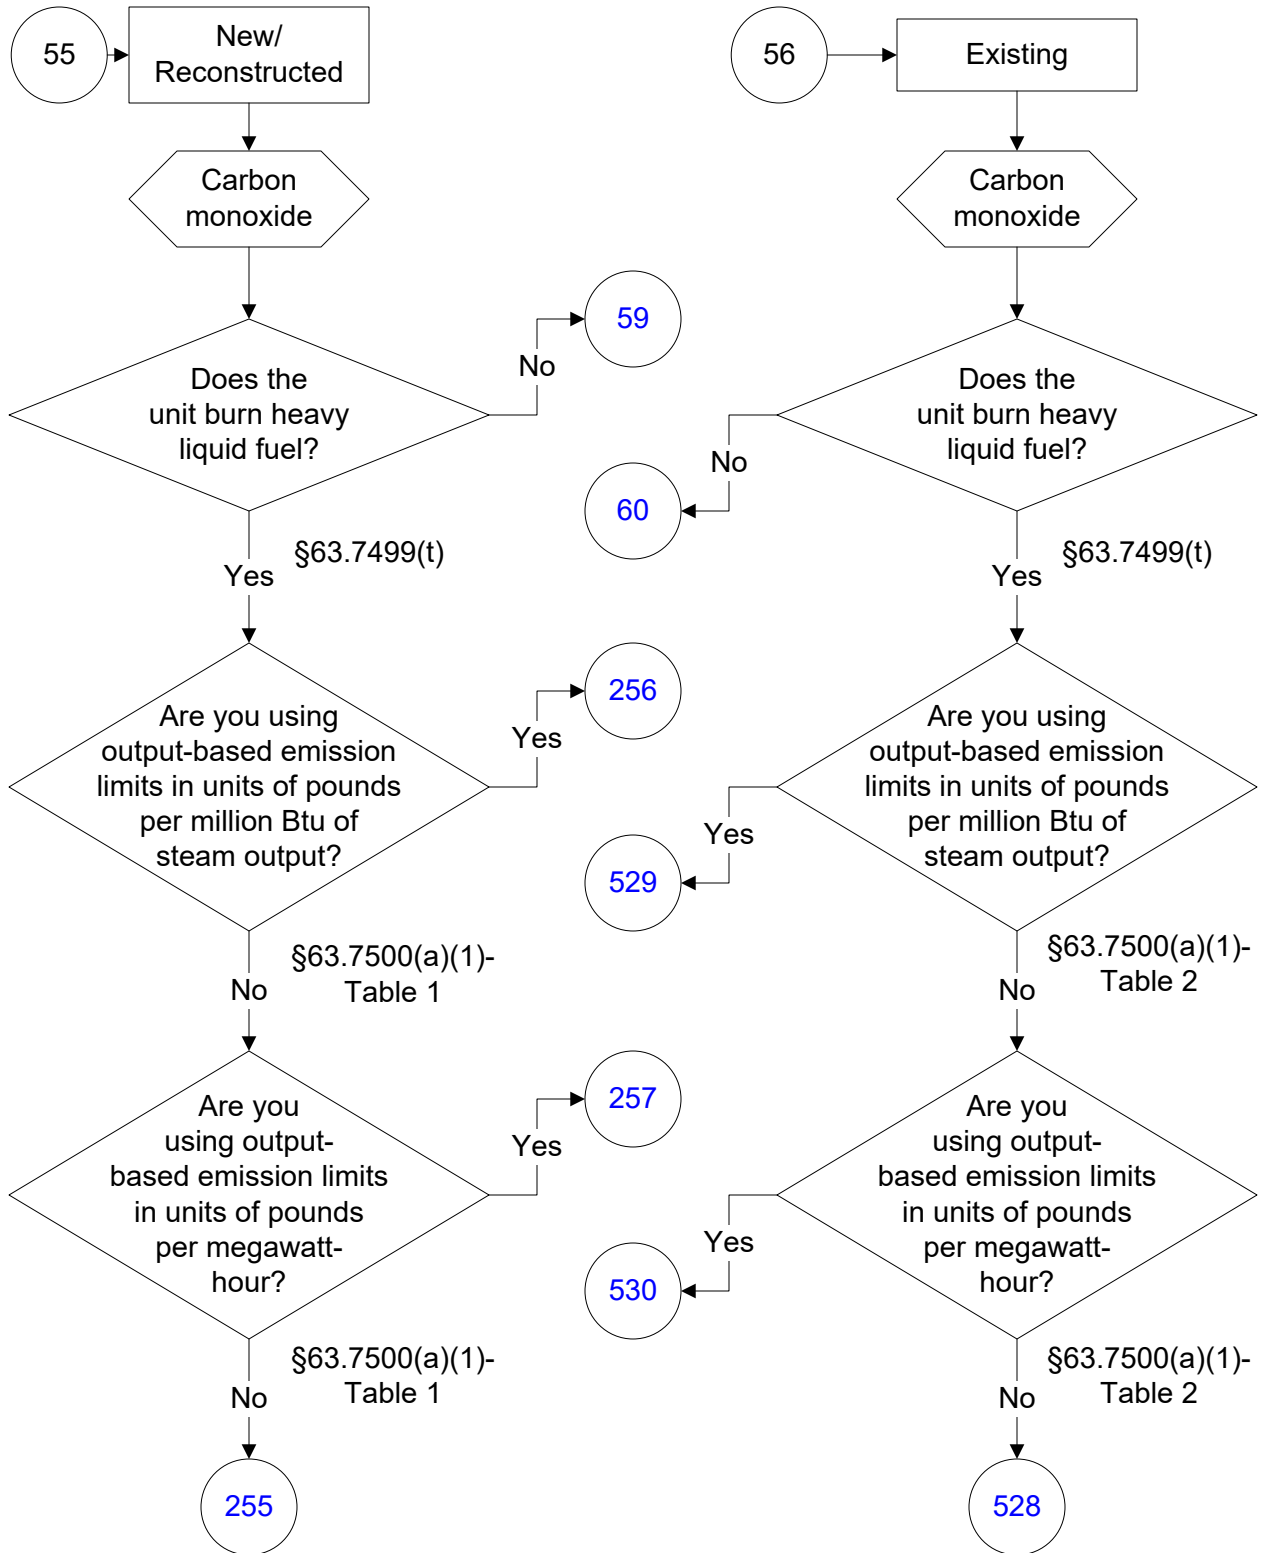 55
New/
Reconstructed
Carbon
monoxide
Does the
unit burn heavy
liquid fuel?
No
59
§63.7499(t)
Yes
Are you using
output-based emission
limits in units of pounds
per million Btu of
steam output?
Yes
256
§63.7500(a)(1)-
Table 1
No
Are you
using output-
based emission limits
in units of pounds
per megawatt-
hour?
Yes
257
§63.7500(a)(1)-
Table 1
No
255
56
Existing
Carbon
monoxide
Does the
unit burn heavy
liquid fuel?
No
60
§63.7499(t)
Yes
Are you using
output-based emission
limits in units of pounds
per million Btu of
steam output?
Yes
529
§63.7500(a)(1)-
Table 2
No
Are you
using output-
based emission limits
in units of pounds
per megawatt-
hour?
Yes
530
§63.7500(a)(1)-
Table 2
No
528